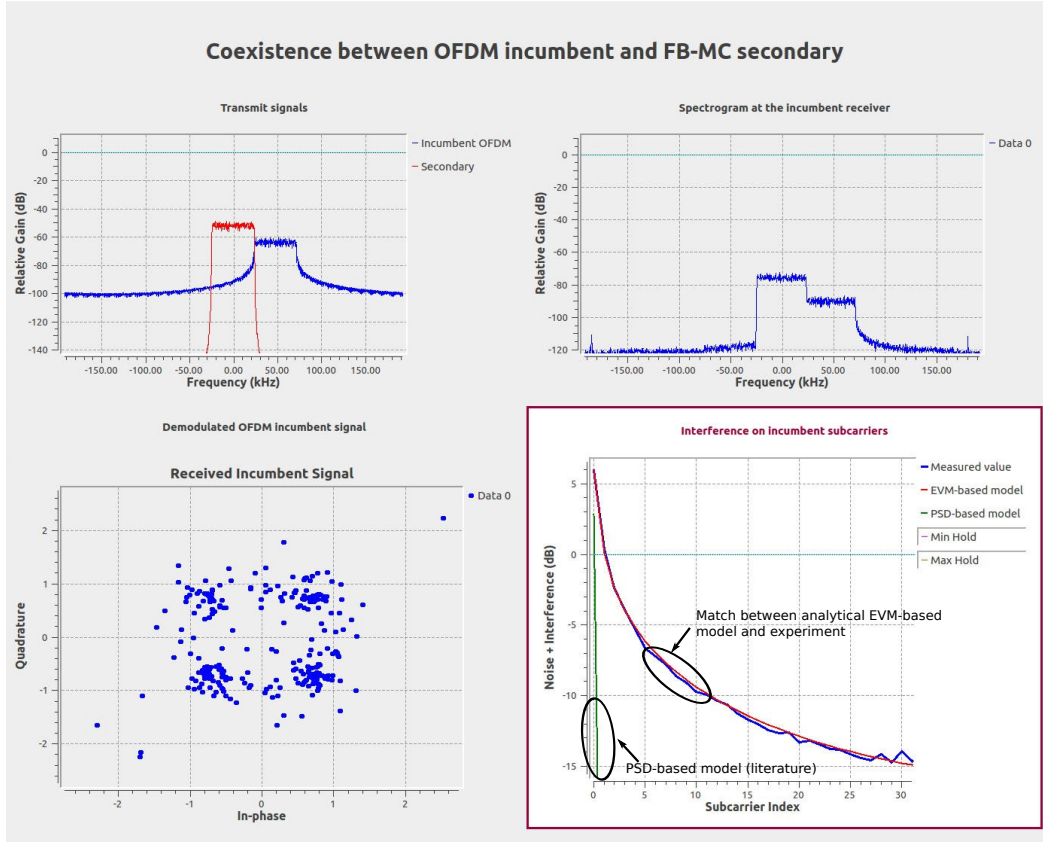 Coexistence between OFDM incumbent and FB-MC secondary
Transmit signals
0
-20
-40
-60
-80
-100
-120
-140
Relative Gain (dB)
-150.00 -100.00 -50.00 0.00 50.00 100.00 150.00
Frequency (kHz)
Incumbent OFDM
Secondary
Spectrogram at the incumbent receiver
0
-20
-40
-60
-80
-100
-120
Relative Gain (dB)
-150.00 -100.00 -50.00 0.00 50.00 100.00 150.00
Frequency (kHz)
Data 0
Demodulated OFDM incumbent signal
Received Incumbent Signal
2
1
0
-1
-2
Quadrature
-2 -1 0 1 2
In-phase
Data 0
Interference on incumbent subcarriers
5
0
-5
-10
-15
Noise + Interference (dB)
0 5 10 15 20 25 30
Subcarrier Index
Measured value
EVM-based model
PSD-based model
Min Hold
Max Hold
Match between analytical EVM-based
model and experiment
PSD-based model (literature)